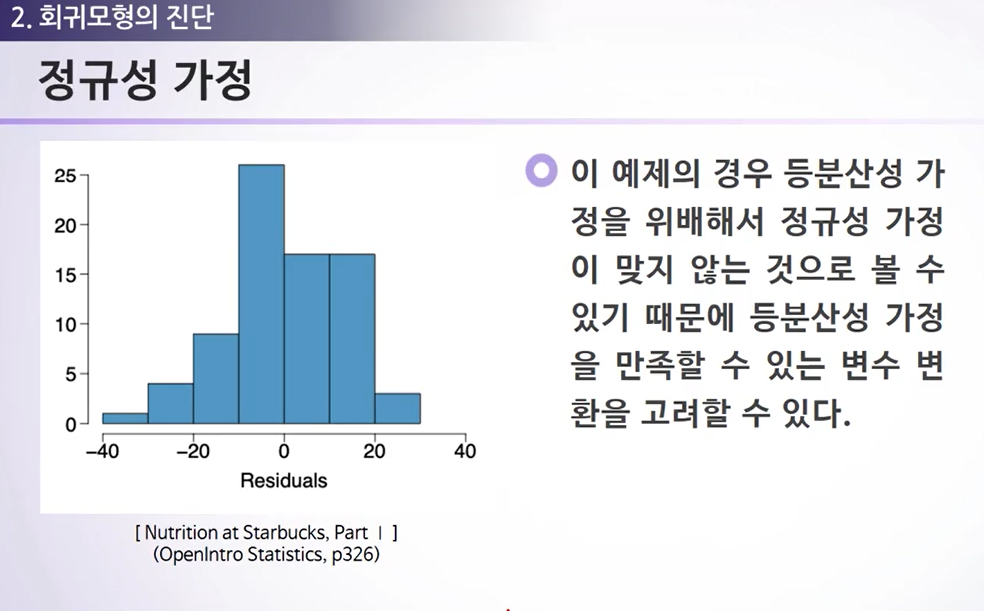 2. 회귀모형의 진단
정규성 가정
25
20
15
10
5
0
−40
−20
0
20
40
Residuals
[ Nutrition at Starbucks, Part Ⅰ ]
(OpenIntro Statistics, p326)
이 예제의 경우 등분산성 가
정을 위배해서 정규성 가정
이 맞지 않는 것으로 볼 수
있기 때문에 등분산성 가정
을 만족할 수 있는 변수 변
환을 고려할 수 있다.